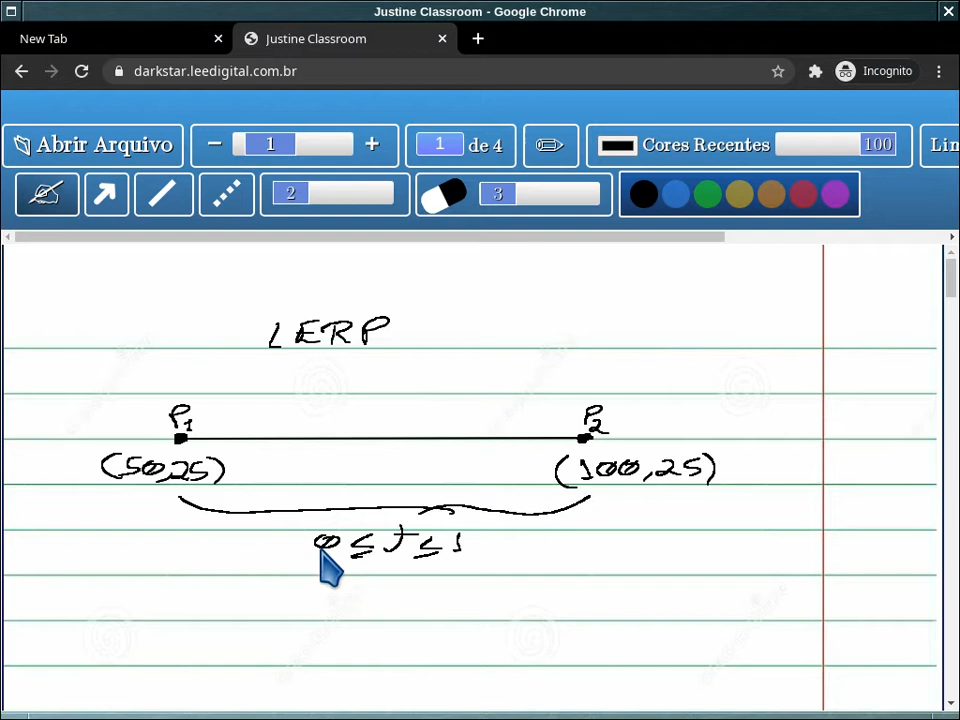 Justine Classroom - Google Chrome
New Tab
Justine Classroom
darkstar.leedigital.com.br
Incognito
Abrir Arquivo
− 1 +
1 de 4
Cores Recentes
100
Lin
2
3
LERP
P1
P2
(50,25)
(100,25)
0 ≤ t ≤ 1